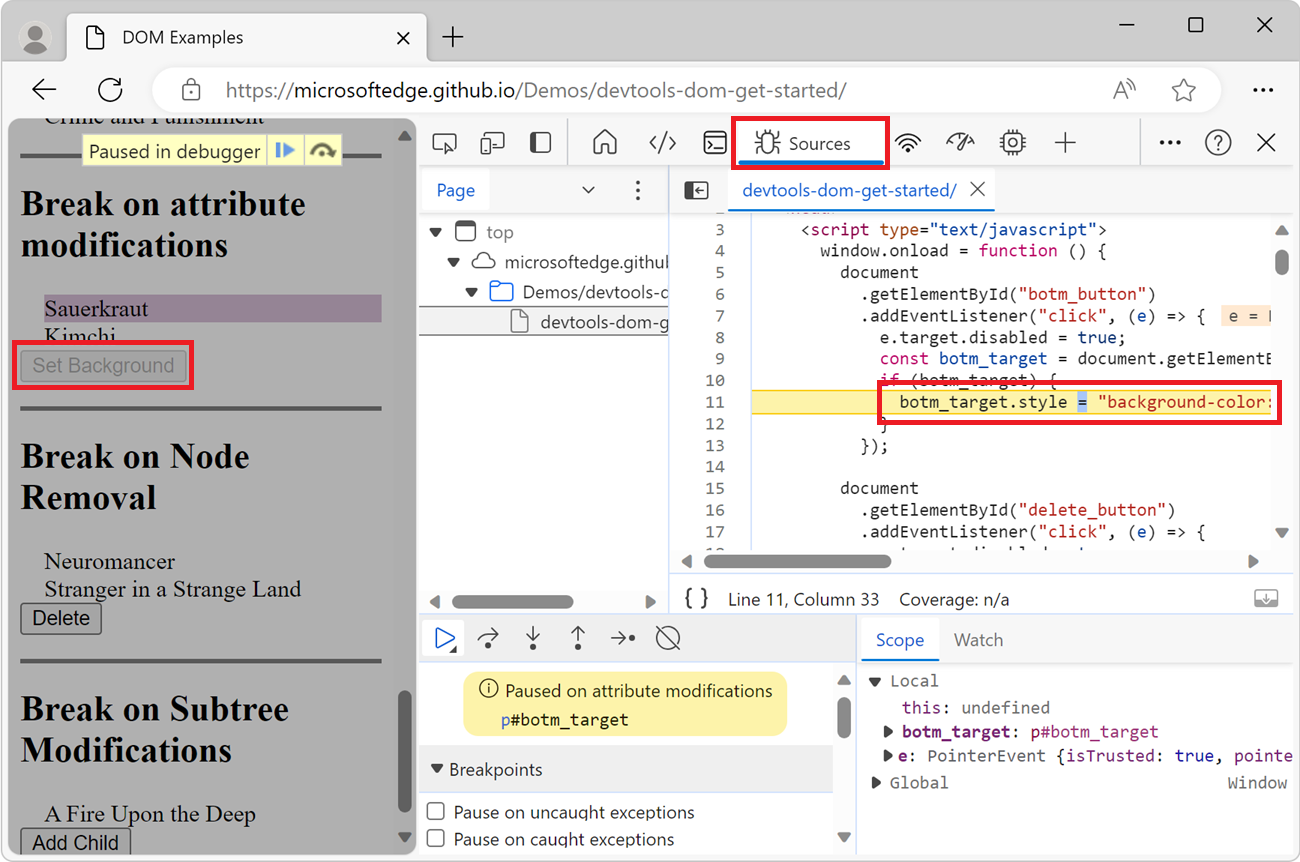 DOM Examples
https://microsoftedge.github.io/Demos/devtools-dom-get-started/
Crime and Punishment
Paused in debugger
Break on attribute
modifications
Sauerkraut
Kimchi
Set Background
Break on Node
Removal
Neuromancer
Stranger in a Strange Land
Delete
Break on Subtree
Modifications
A Fire Upon the Deep
Add Child
Sources
Page
top
microsoftedge.githu
Demos/devtools-d
devtools-dom-g
devtools-dom-get-started/
3 <script type="text/javascript">
4 window.onload = function () {
5 document
6 .getElementById("botm_button")
7 .addEventListener("click", (e) => { e =
8 e.target.disabled = true;
9 const botm_target = document.getElementE
10 if (botm_target) {
11 botm_target.style = "background-color:
12 }
13 });
14
15 document
16 .getElementById("delete_button")
17 .addEventListener("click", (e) => {
{ } Line 11, Column 33 Coverage: n/a
Paused on attribute modifications
p#botm_target
Breakpoints
Pause on uncaught exceptions
Pause on caught exceptions
Scope Watch
Local
this: undefined
botm_target: p#botm_target
e: PointerEvent {isTrusted: true, pointe
Global Window